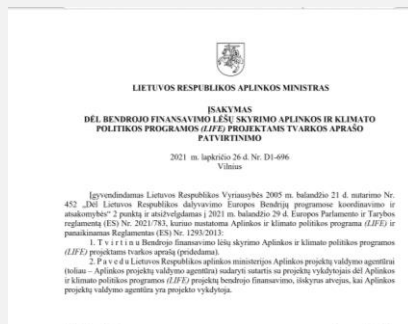 LIETUVOS RESPUBLIKOS APLINKOS MINISTRAS
ĮSAKYMAS
DĖL BENDROJO FINANSAVIMO LĖŠŲ SKYRIMO APLINKOS IR KLIMATO
POLITIKOS PROGRAMOS (LIFE) PROJEKTAMS TVARKOS APRAŠO
PATVIRTINIMO
2021 m. lapkričio 26 d. Nr. D1-696
Vilnius
Įgyvendindamas Lietuvos Respublikos Vyriausybės 2005 m. balandžio 21 d. nutarimo Nr.
452 „Dėl Lietuvos Respublikos dalyvavimo Europos Bendrijų programose koordinavimo ir
atsakomybės“ 2 punktą ir atsižvelgdamas į 2021 m. balandžio 29 d. Europos Parlamento ir Tarybos
reglamentą (ES) Nr. 2021/783, kuriuo nustatoma Aplinkos ir klimato politikos programa (LIFE) ir
panaikinamas Reglamentas (ES) Nr. 1293/2013:
1. T v i r t i n u Bendrojo finansavimo lėšų skyrimo Aplinkos ir klimato politikos programos
(LIFE) projektams tvarkos aprašą (pridedama).
2. P a v e d u Lietuvos Respublikos aplinkos ministerijos Aplinkos projektų valdymo agentūrai
(toliau – Aplinkos projektų valdymo agentūra) sudaryti sutartis su projektų vykdytojais dėl Aplinkos
ir klimato politikos programos (LIFE) projektų bendrojo finansavimo, išskyrus atvejus, kai Aplinkos
projektų valdymo agentūra yra projekto vykdytoja.